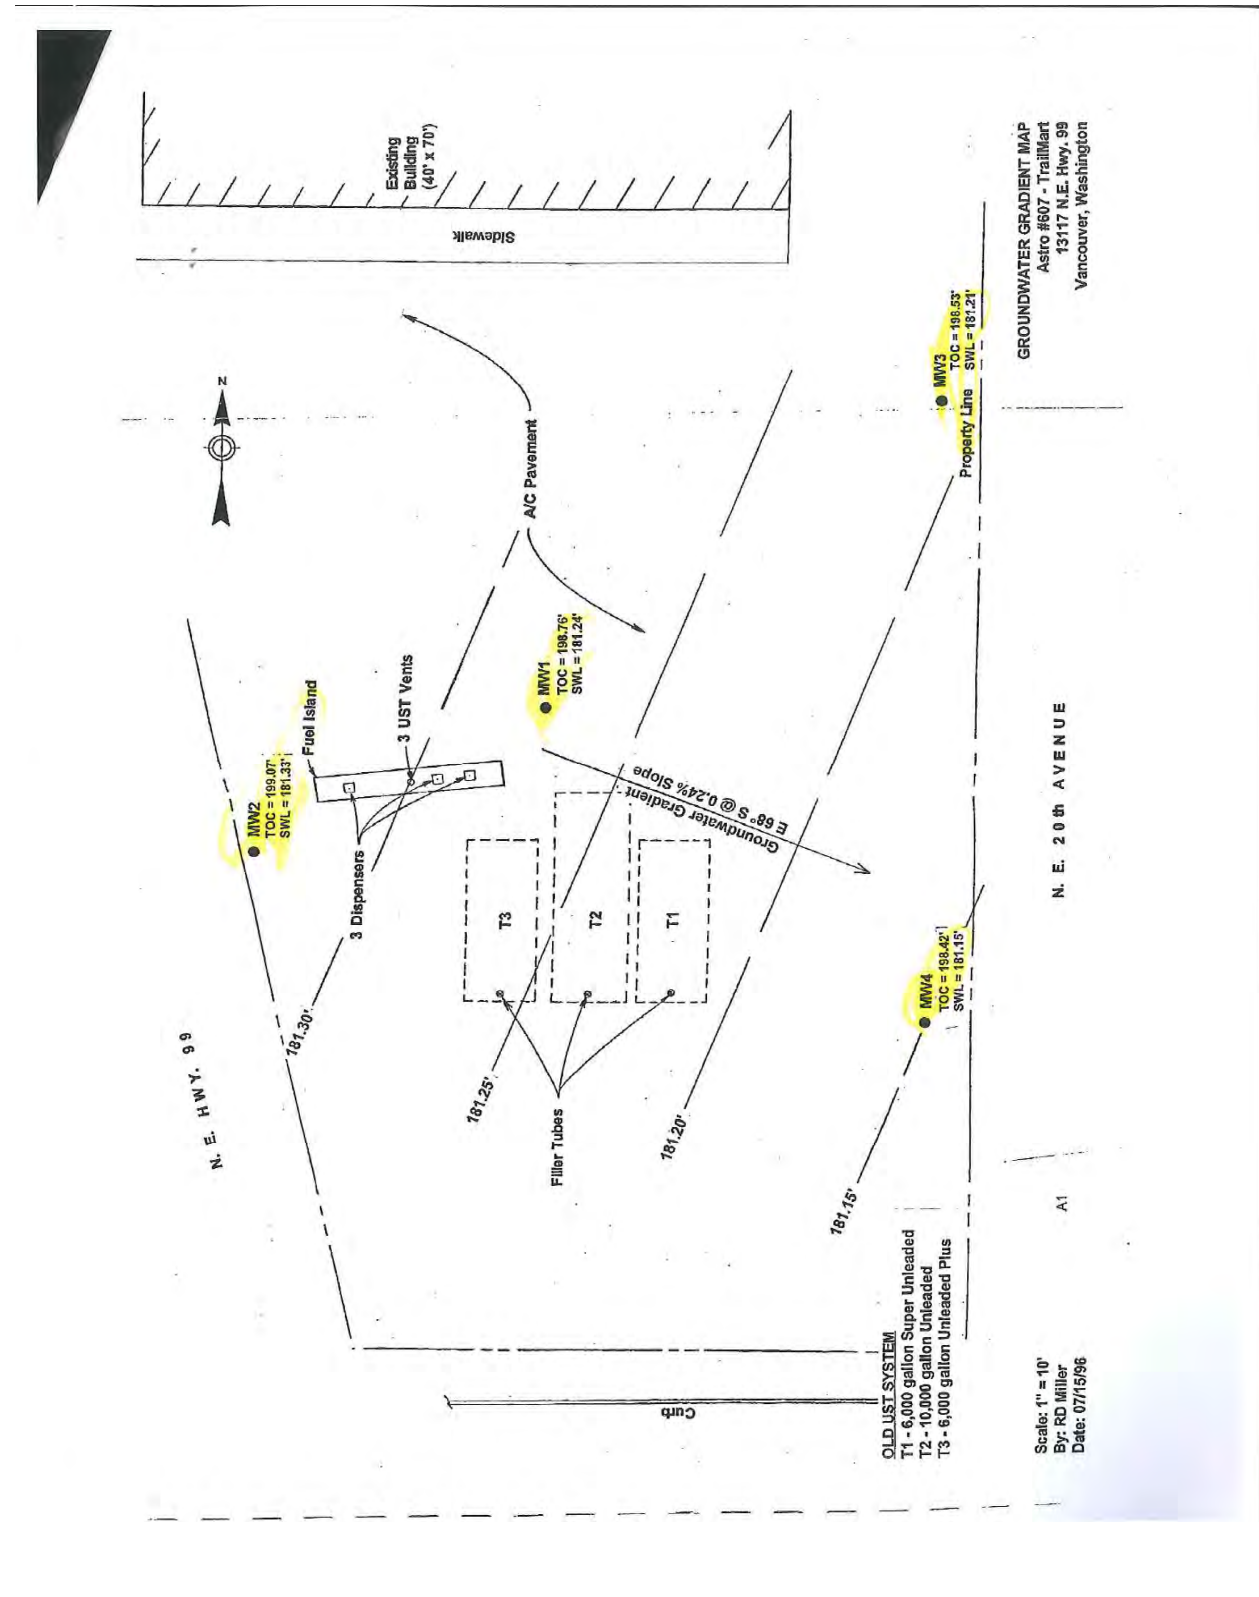 Existing
Building
(40' x 70')
Sidewalk
GROUNDWATER GRADIENT MAP
Astro #607 - TrailMart
13117 N.E. Hwy. 99
Vancouver, Washington
N
A/C Pavement
MW3
TOC = 198.53'
SWL = 181.21'
Property Line
MW1
TOC = 198.76'
SWL = 181.24'
3 UST Vents
Fuel Island
MW2
TOC = 199.07'
SWL = 181.33'
3 Dispensers
Groundwater Gradient
E 68° S @ 0.24% Slope
T3
T2
T1
N. E. 20th AVENUE
MW4
TOC = 198.42'
SWL = 181.15'
N. E. HWY. 99
181.30'
181.25'
181.20'
181.15'
Filler Tubes
A1
OLD UST SYSTEM
T1 - 6,000 gallon Super Unleaded
T2 - 10,000 gallon Unleaded
T3 - 6,000 gallon Unleaded Plus
Curb
Scale: 1" = 10'
By: RD Miller
Date: 07/15/96